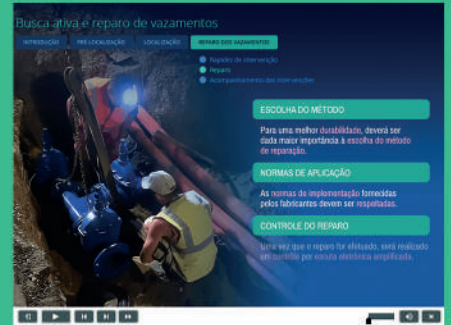 Busca ativa e reparo de vazamentos
INTRODUÇÃO PRÉ-LOCALIZAÇÃO LOCALIZAÇÃO REPARO DOS VAZAMENTOS
Rapidez de intervenção
Reparo
Acompanhamento das intervenções
ESCOLHA DO MÉTODO
Para uma melhor durabilidade, deverá ser
dada maior importância à escolha do método
de reparação.
NORMAS DE APLICAÇÃO
As normas de implementação fornecidas
pelos fabricantes devem ser respeitadas.
CONTROLE DO REPARO
Uma vez que o reparo for efetuado, será realizado
um controle por escuta eletrônica amplificada.